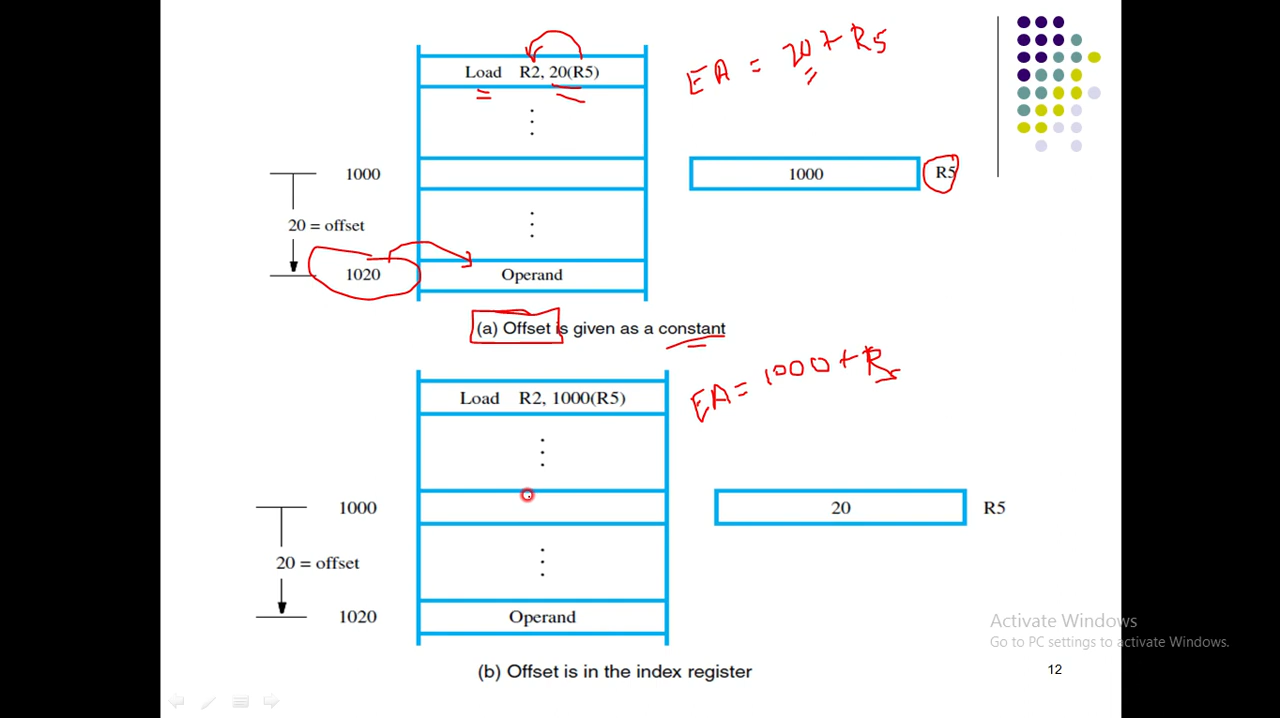 Load R2, 20(R5)
EA = 20 + R5
1000
1000 R5
20 = offset
1020
Operand
(a) Offset is given as a constant
Load R2, 1000(R5)
EA = 1000 + R5
1000
20 R5
20 = offset
1020
Operand
(b) Offset is in the index register
Activate Windows
Go to PC settings to activate Windows.
12